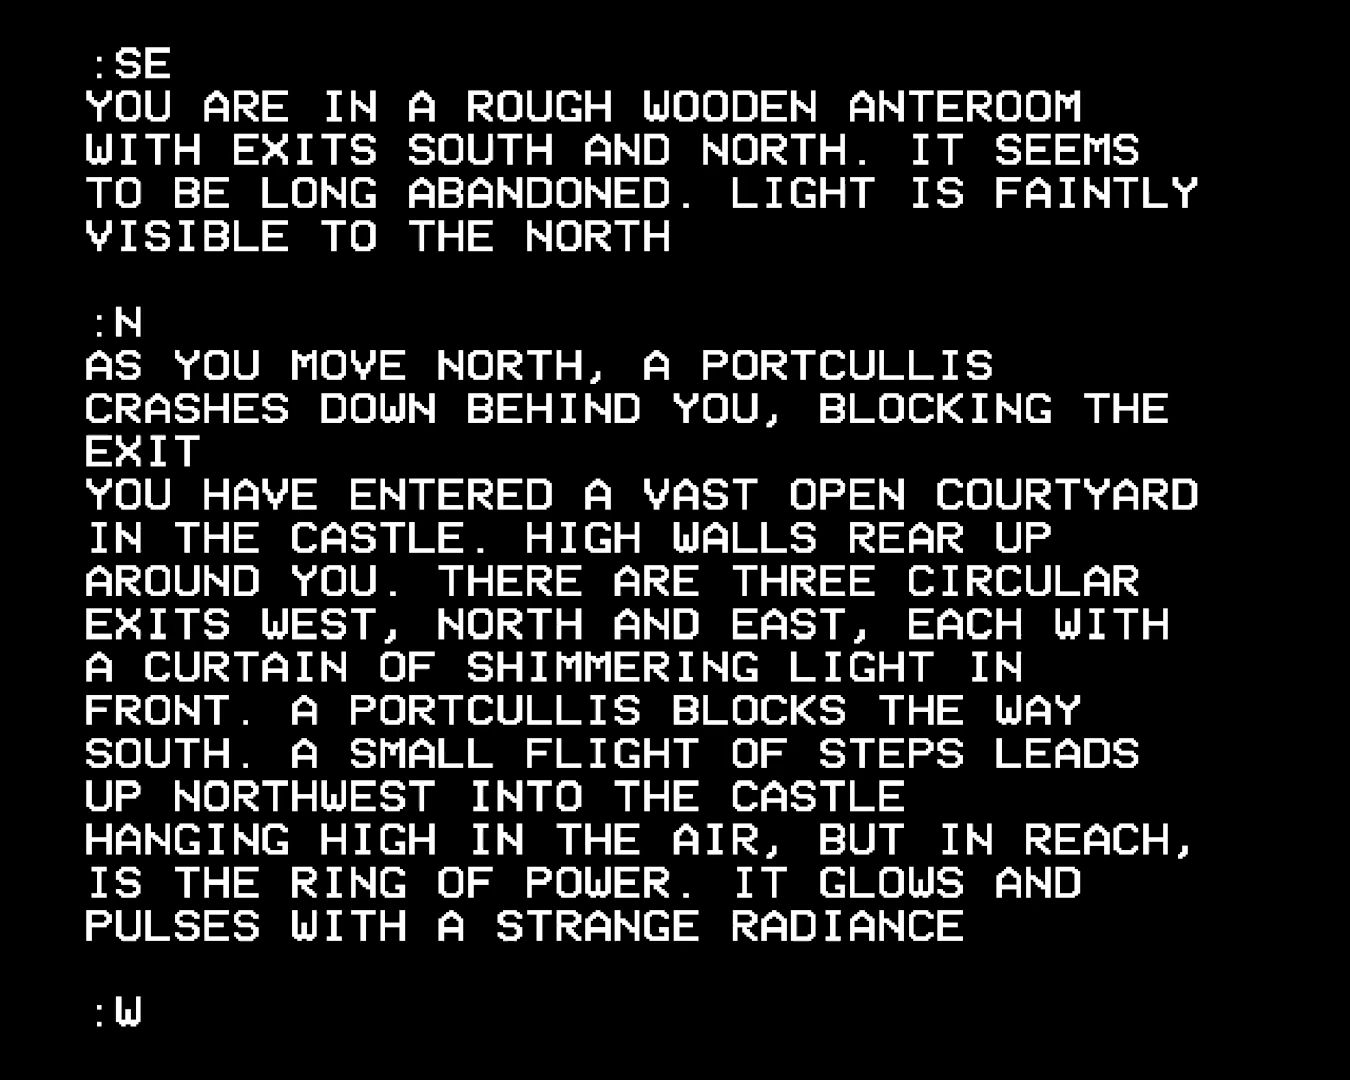 :SE
YOU ARE IN A ROUGH WOODEN ANTEROOM
WITH EXITS SOUTH AND NORTH. IT SEEMS
TO BE LONG ABANDONED. LIGHT IS FAINTLY
VISIBLE TO THE NORTH
:N
AS YOU MOVE NORTH, A PORTCULLIS
CRASHES DOWN BEHIND YOU, BLOCKING THE
EXIT
YOU HAVE ENTERED A VAST OPEN COURTYARD
IN THE CASTLE. HIGH WALLS REAR UP
AROUND YOU. THERE ARE THREE CIRCULAR
EXITS WEST, NORTH AND EAST, EACH WITH
A CURTAIN OF SHIMMERING LIGHT IN
FRONT. A PORTCULLIS BLOCKS THE WAY
SOUTH. A SMALL FLIGHT OF STEPS LEADS
UP NORTHWEST INTO THE CASTLE
HANGING HIGH IN THE AIR, BUT IN REACH,
IS THE RING OF POWER. IT GLOWS AND
PULSES WITH A STRANGE RADIANCE
:W